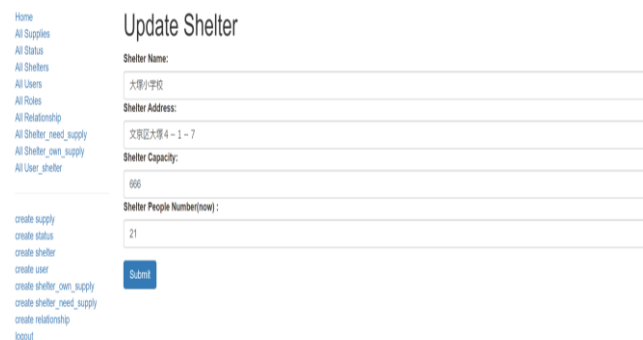 Home
All Supplies
All Status
All Shelters
All Users
All Roles
All Relationship
All Shelter_need_supply
All Shelter_own_supply
All User_shelter
create supply
create status
create shelter
create user
create shelter_own_supply
create shelter_need_supply
create relationship
logout
Update Shelter
Shelter Name:
大塚小学校
Shelter Address:
文京区大塚4－1－7
Shelter Capacity:
666
Shelter People Number(now) :
21
Submit